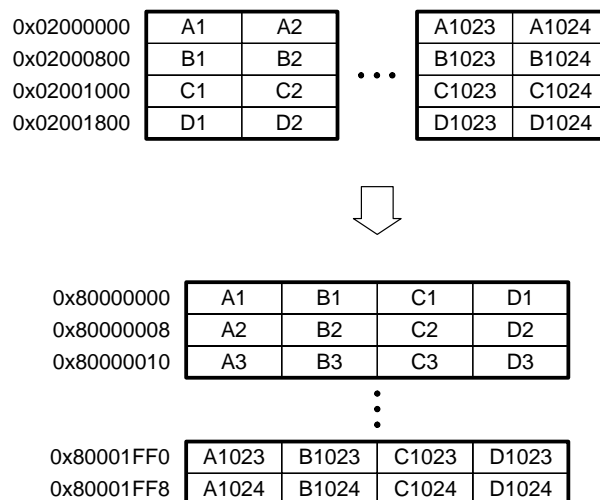 0x02000000 A1 A2 A1023 A1024
0x02000800 B1 B2 B1023 B1024
0x02001000 C1 C2 C1023 C1024
0x02001800 D1 D2 D1023 D1024
0x80000000 A1 B1 C1 D1
0x80000008 A2 B2 C2 D2
0x80000010 A3 B3 C3 D3
0x80001FF0 A1023 B1023 C1023 D1023
0x80001FF8 A1024 B1024 C1024 D1024